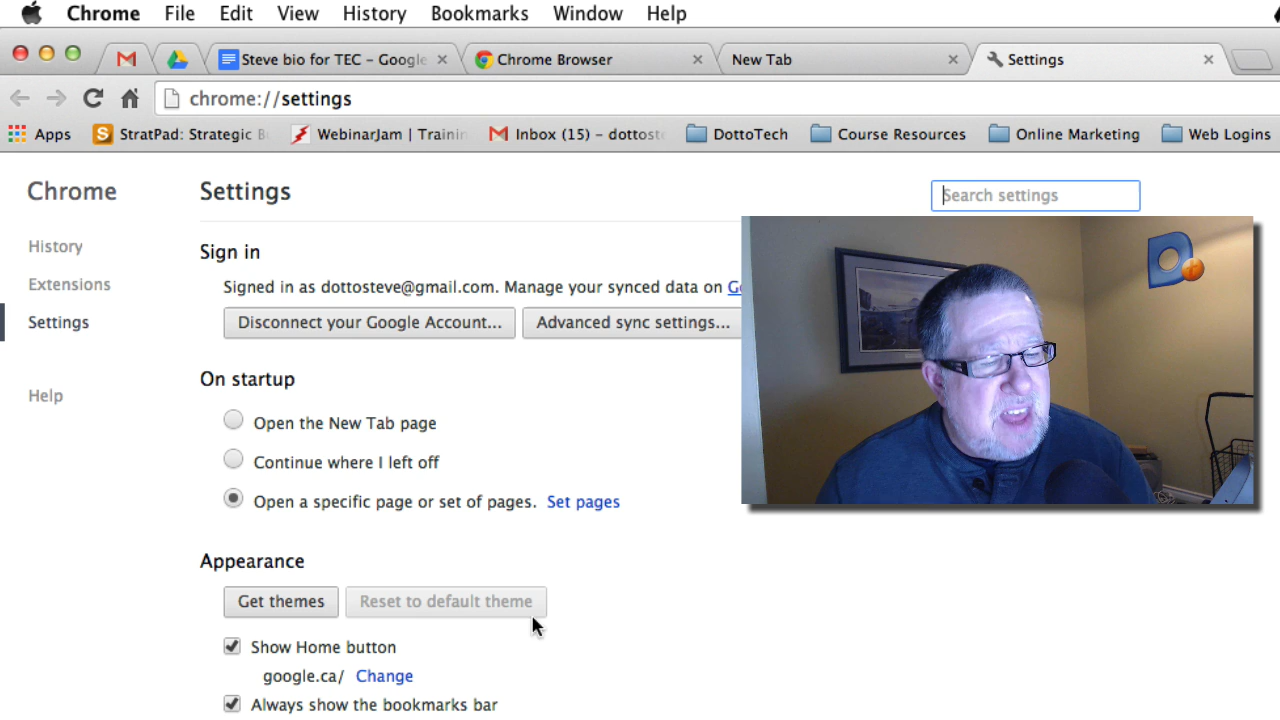 Chrome File Edit View History Bookmarks Window Help
Steve bio for TEC – Google Chrome Browser New Tab Settings
chrome://settings
Apps StratPad: Strategic B WebinarJam | Trainin Inbox (15) – dottost DottoTech Course Resources Online Marketing Web Logins
Chrome Settings Search settings
History
Extensions
Settings
Help
Sign in
Signed in as dottosteve@gmail.com. Manage your synced data on G
Disconnect your Google Account... Advanced sync settings...
On startup
Open the New Tab page
Continue where I left off
Open a specific page or set of pages. Set pages
Appearance
Get themes Reset to default theme
Show Home button
google.ca/ Change
Always show the bookmarks bar